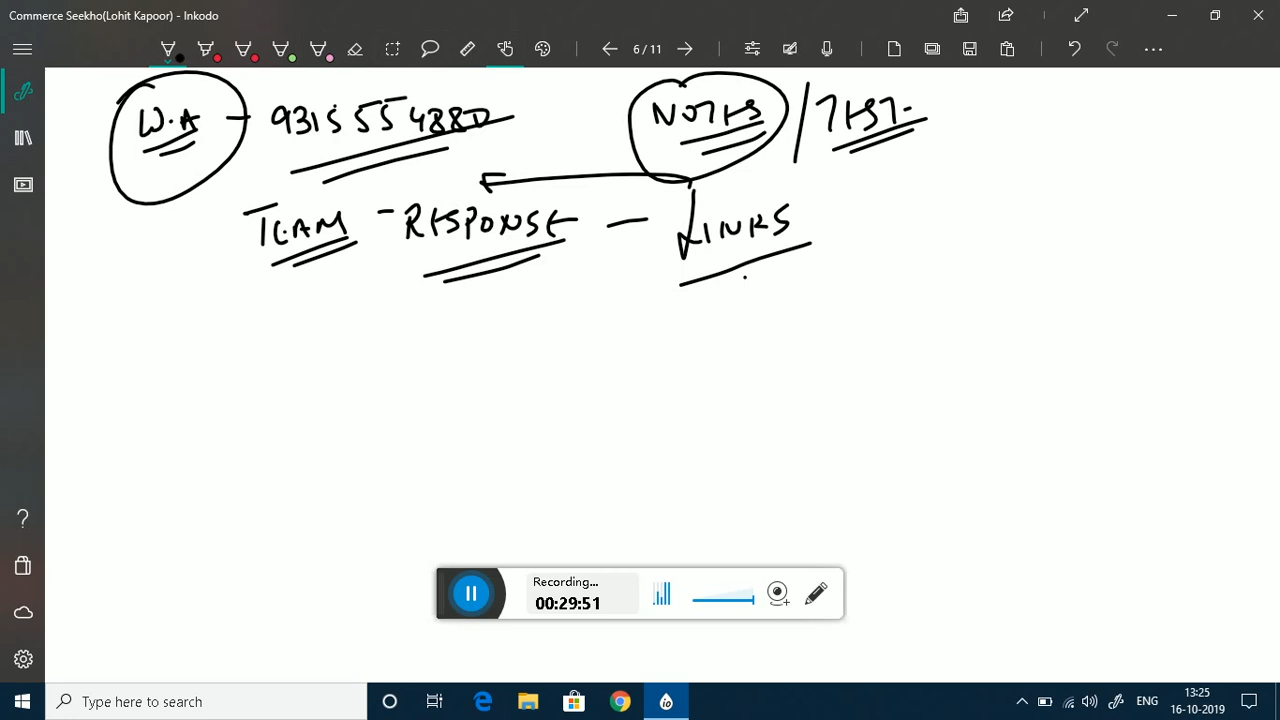 Commerce Seekho(Lohit Kapoor) - Inkodo
6 / 11
W.A - 9315554880 NOTES / TEST.
TEAM - RESPONSE - LINKS
Recording...
00:29:51
Type here to search
ENG
13:25
16-10-2019